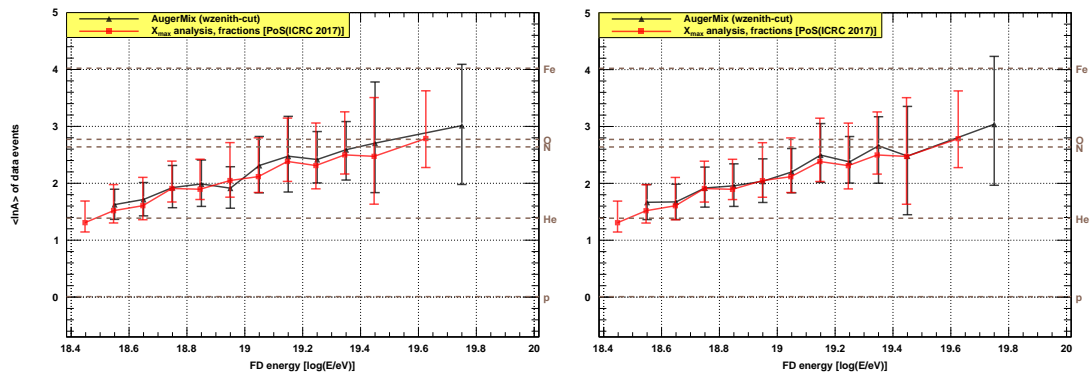 AugerMix (wzenith-cut)
Xmax analysis, fractions [PoS(ICRC 2017)]
<lnA> of data events
5
4
3
2
1
0
Fe
O
N
He
p
18.4 18.6 18.8 19 19.2 19.4 19.6 19.8 20
FD energy [log(E/eV)]
AugerMix (wzenith-cut)
Xmax analysis, fractions [PoS(ICRC 2017)]
5
4
3
2
1
0
Fe
O
N
He
p
18.4 18.6 18.8 19 19.2 19.4 19.6 19.8 20
FD energy [log(E/eV)]